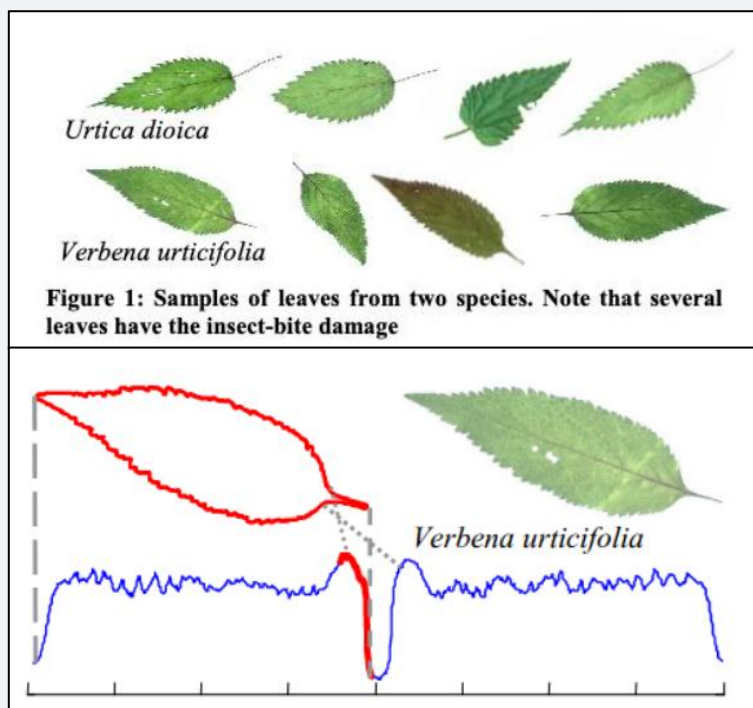 Urtica dioica
Verbena urticifolia
Figure 1: Samples of leaves from two species. Note that several
leaves have the insect-bite damage
Verbena urticifolia